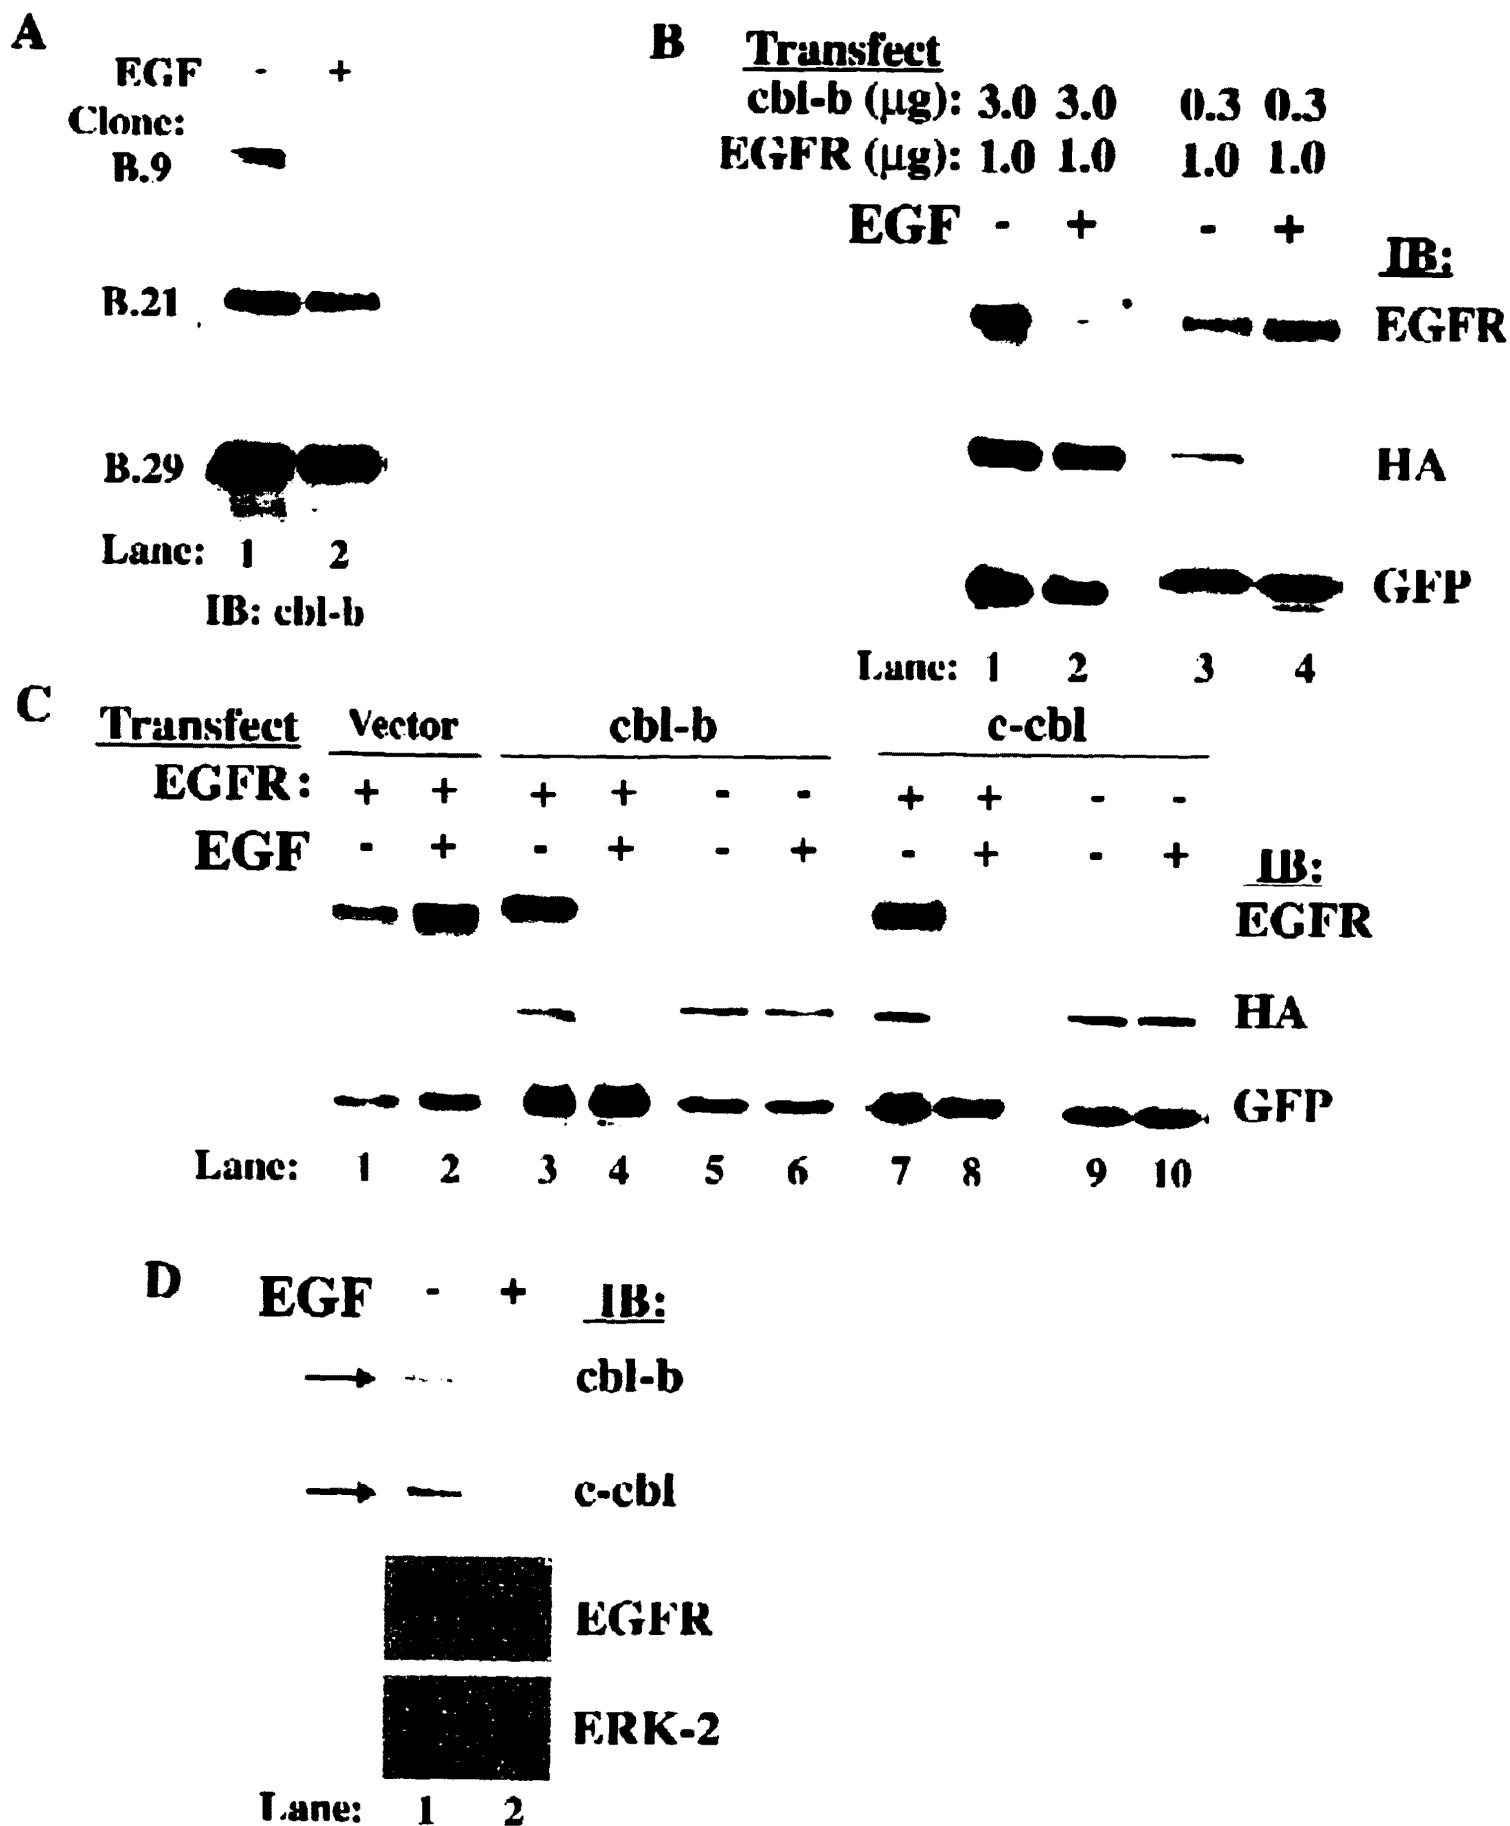 A
EGF - +
Clone:
B.9
B.21
B.29
Lane: 1 2
IB: cbl-b
B
Transfect
cbl-b (µg): 3.0 3.0 0.3 0.3
EGFR (µg): 1.0 1.0 1.0 1.0
EGF - + - +
IB:
EGFR
HA
GFP
Lane: 1 2 3 4
C
Transfect Vector cbl-b c-cbl
EGFR: + + + + - - + + - -
EGF - + - + - + - + - +
IB:
EGFR
HA
GFP
Lane: 1 2 3 4 5 6 7 8 9 10
D
EGF - + IB:
cbl-b
c-cbl
EGFR
ERK-2
Lane: 1 2